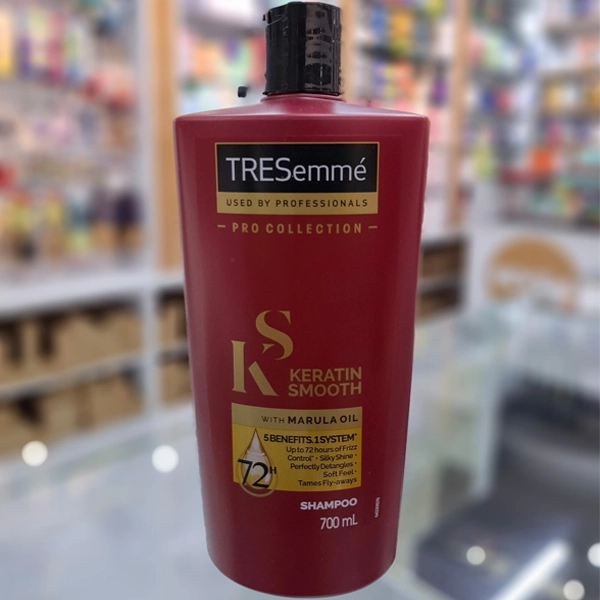 TRESemmé
USED BY PROFESSIONALS
PRO COLLECTION
KS
KERATIN
SMOOTH
WITH MARULA OIL
5 BENEFITS, 1 SYSTEM*
Up to 72 hours of Frizz
Control* • Silky Shine •
Perfectly Detangles •
Soft Feel •
Tames Fly-aways
72H
SHAMPOO
700 mL